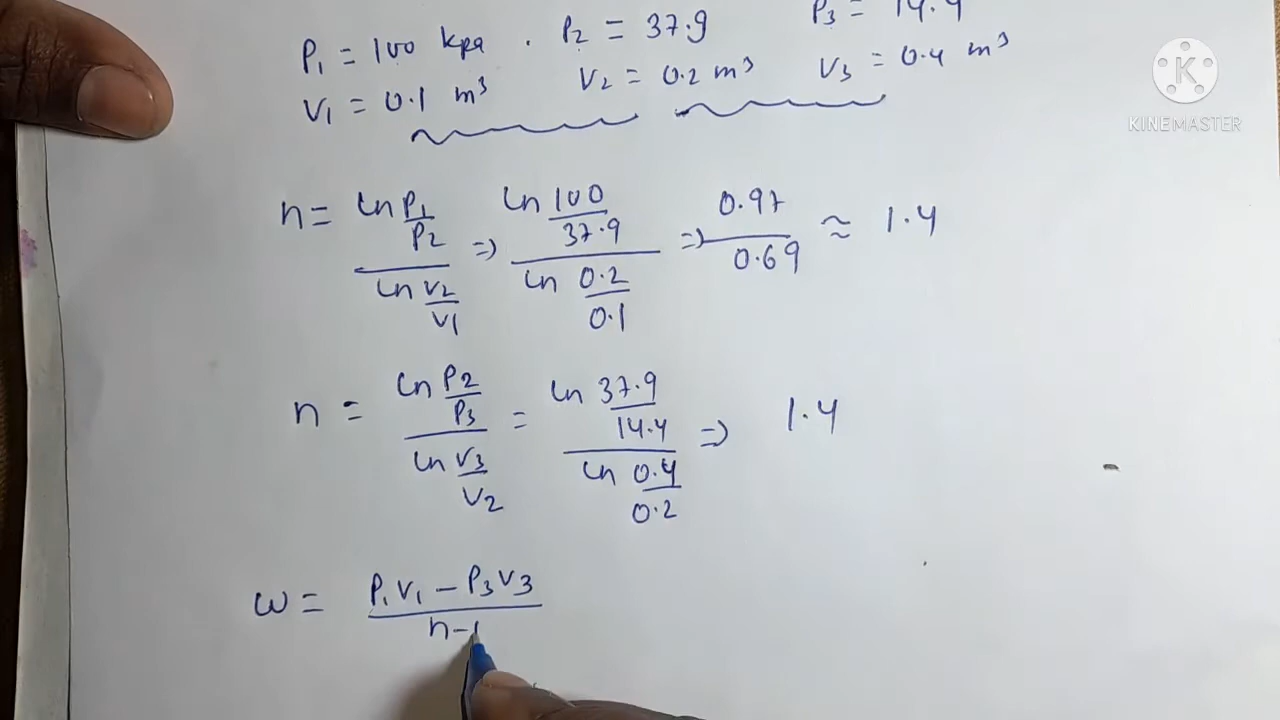 P1 = 100 kpa . P2 = 37.9 P3 = 14.4
V1 = 0.1 m³ V2 = 0.2 m³ V3 = 0.4 m³
KINEMASTER
n = ln P1/P2 / ln V2/V1 => ln 100/37.9 / ln 0.2/0.1 => 0.97/0.69 ≈ 1.4
n = ln P2/P3 / ln V3/V2 = ln 37.9/14.4 / ln 0.4/0.2 => 1.4
W = P1V1 - P3V3 / n-1